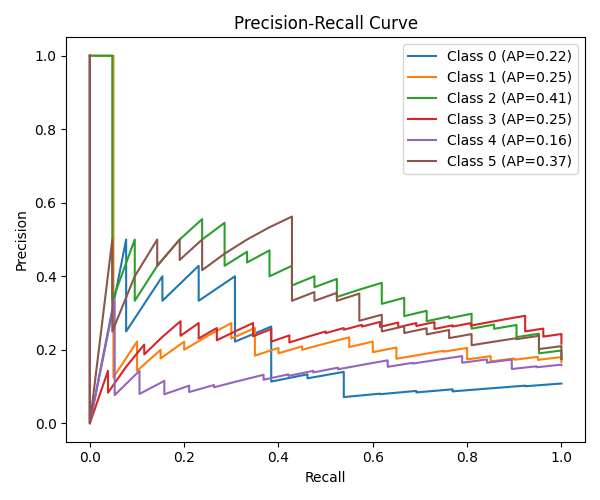 Precision-Recall Curve
Class 0 (AP=0.22)
Class 1 (AP=0.25)
Class 2 (AP=0.41)
Class 3 (AP=0.25)
Class 4 (AP=0.16)
Class 5 (AP=0.37)
Precision
1.0
0.8
0.6
0.4
0.2
0.0
0.0 0.2 0.4 0.6 0.8 1.0
Recall